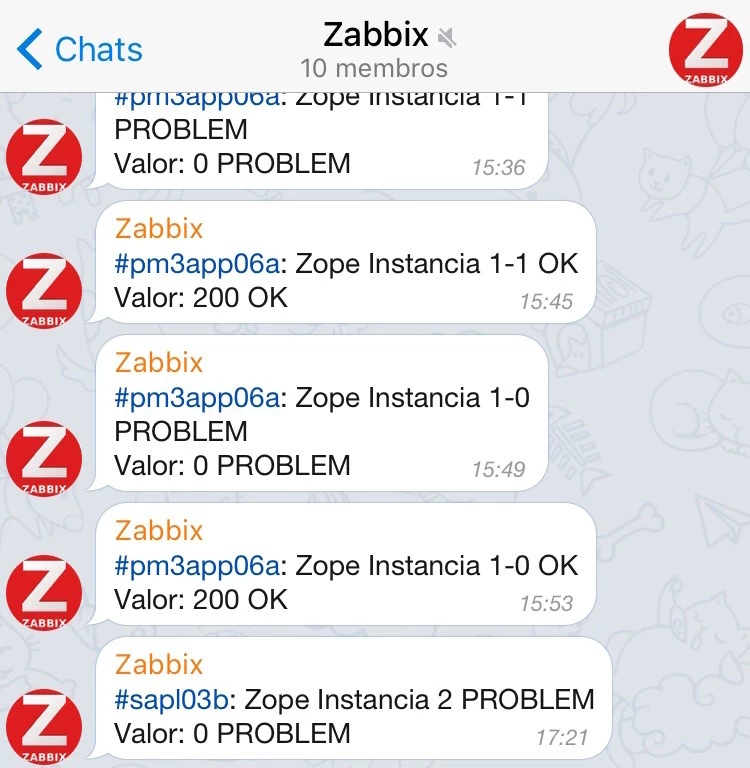 Chats
Zabbix
10 membros
Z
ZABBIX
#pm3app06a: Zope Instancia 1-1
PROBLEM
Valor: 0 PROBLEM
15:36
Z
ZABBIX
Zabbix
#pm3app06a: Zope Instancia 1-1 OK
Valor: 200 OK
15:45
Z
ZABBIX
Zabbix
#pm3app06a: Zope Instancia 1-0
PROBLEM
Valor: 0 PROBLEM
15:49
Z
ZABBIX
Zabbix
#pm3app06a: Zope Instancia 1-0 OK
Valor: 200 OK
15:53
Z
ZABBIX
Zabbix
#sapl03b: Zope Instancia 2 PROBLEM
Valor: 0 PROBLEM
17:21
Z
ZABBIX